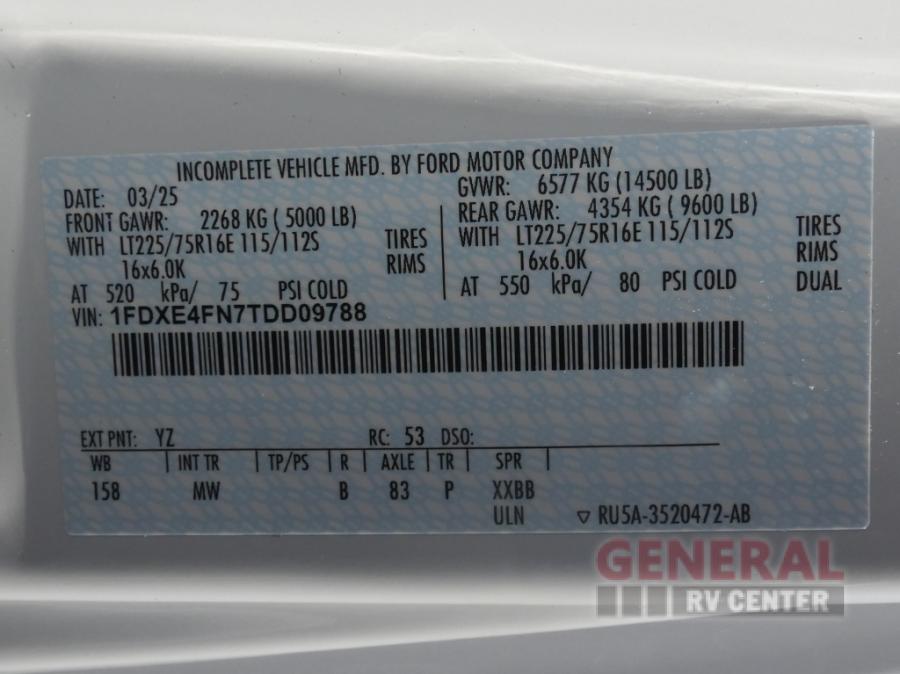 INCOMPLETE VEHICLE MFD. BY FORD MOTOR COMPANY
DATE: 03/25
GVWR: 6577 KG (14500 LB)
FRONT GAWR: 2268 KG ( 5000 LB)
REAR GAWR: 4354 KG ( 9600 LB)
WITH LT225/75R16E 115/112S TIRES
WITH LT225/75R16E 115/112S TIRES
16x6.0K RIMS
16x6.0K RIMS
AT 520 kPa/ 75 PSI COLD
AT 550 kPa/ 80 PSI COLD DUAL
VIN: 1FDXE4FN7TDD09788
EXT PNT: YZ RC: 53 DSO:
WB INT TR TP/PS R AXLE TR SPR
158 MW B 83 P XXBB
ULN ▽ RU5A-3520472-AB
GENERAL
RV CENTER